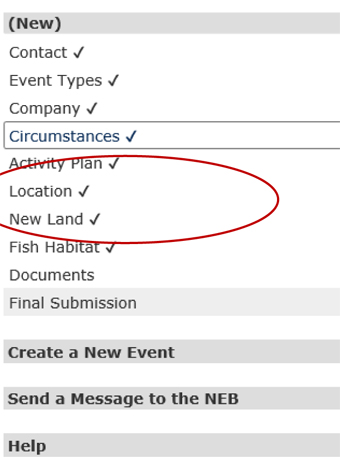 (New)
Contact ✓
Event Types ✓
Company ✓
Circumstances ✓
Activity Plan ✓
Location ✓
New Land ✓
Fish Habitat ✓
Documents
Final Submission
Create a New Event
Send a Message to the NEB
Help